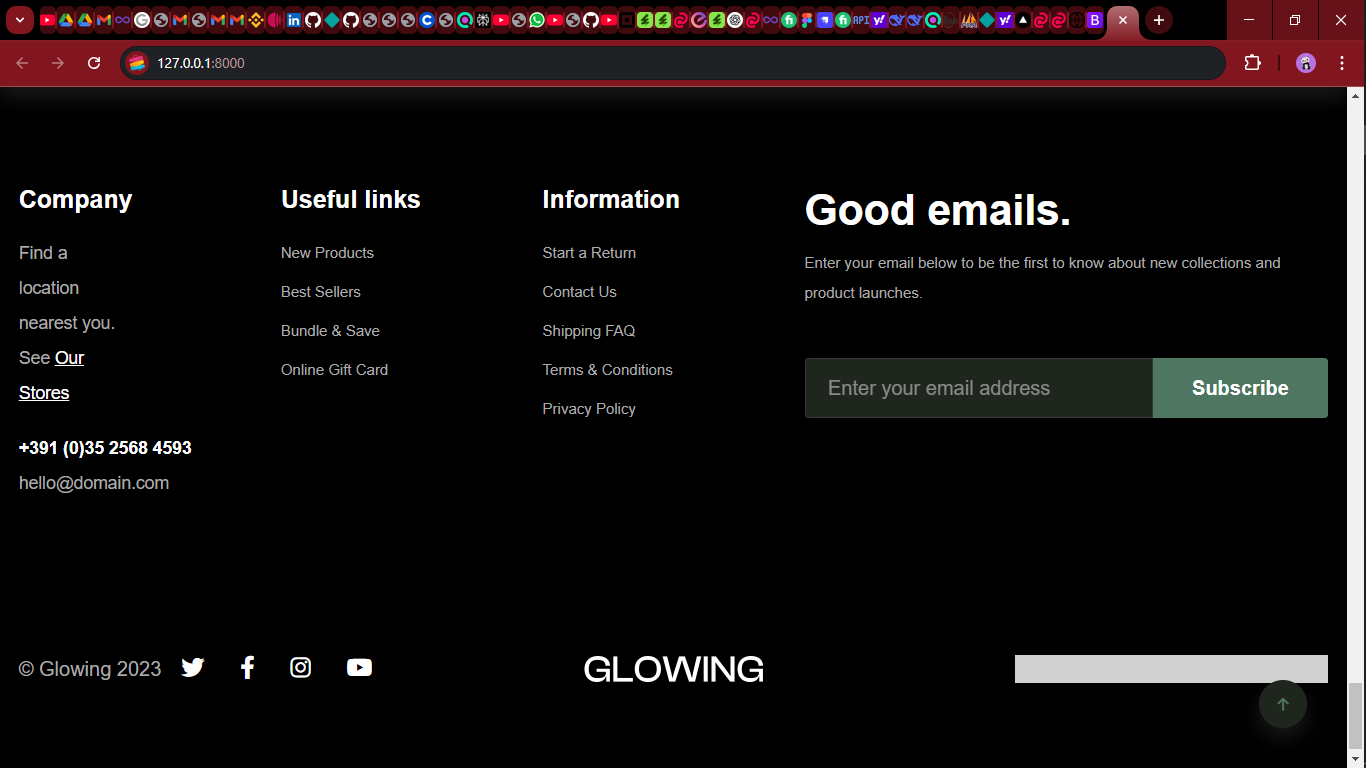 API
y!
y!
B
127.0.0.1:8000
Company
Find a
location
nearest you.
See Our
Stores
+391 (0)35 2568 4593
hello@domain.com
Useful links
New Products
Best Sellers
Bundle & Save
Online Gift Card
Information
Start a Return
Contact Us
Shipping FAQ
Terms & Conditions
Privacy Policy
Good emails.
Enter your email below to be the first to know about new collections and
product launches.
Enter your email address
Subscribe
© Glowing 2023
GLOWING